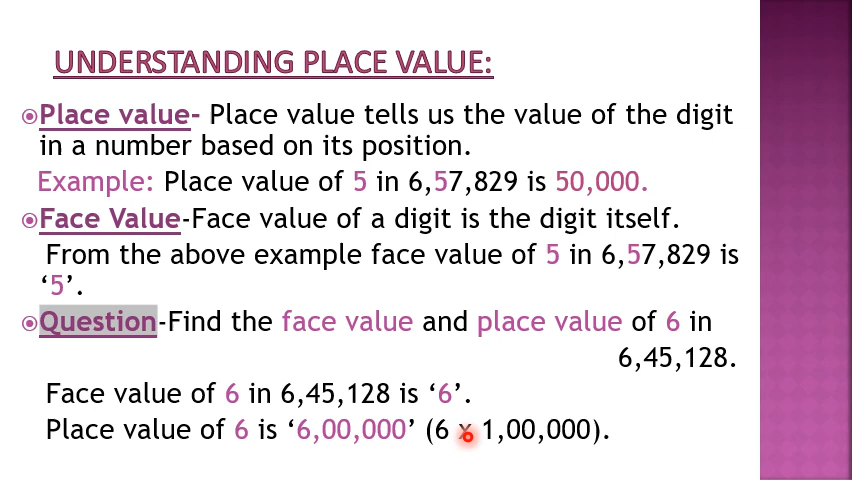 UNDERSTANDING PLACE VALUE:
Place value- Place value tells us the value of the digit
in a number based on its position.
Example: Place value of 5 in 6,57,829 is 50,000.
Face Value-Face value of a digit is the digit itself.
From the above example face value of 5 in 6,57,829 is
‘5’.
Question-Find the face value and place value of 6 in
6,45,128.
Face value of 6 in 6,45,128 is ‘6’.
Place value of 6 is ‘6,00,000’ (6 x 1,00,000).